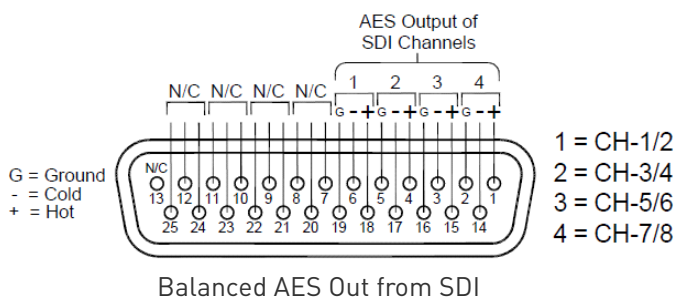 AES Output of
SDI Channels
N/C N/C N/C N/C 1 2 3 4
G - + G - + G - + G - +
G = Ground
- = Cold
+ = Hot
N/C
13 12 11 10 9 8 7 6 5 4 3 2 1
25 24 23 22 21 20 19 18 17 16 15 14
1 = CH-1/2
2 = CH-3/4
3 = CH-5/6
4 = CH-7/8
Balanced AES Out from SDI